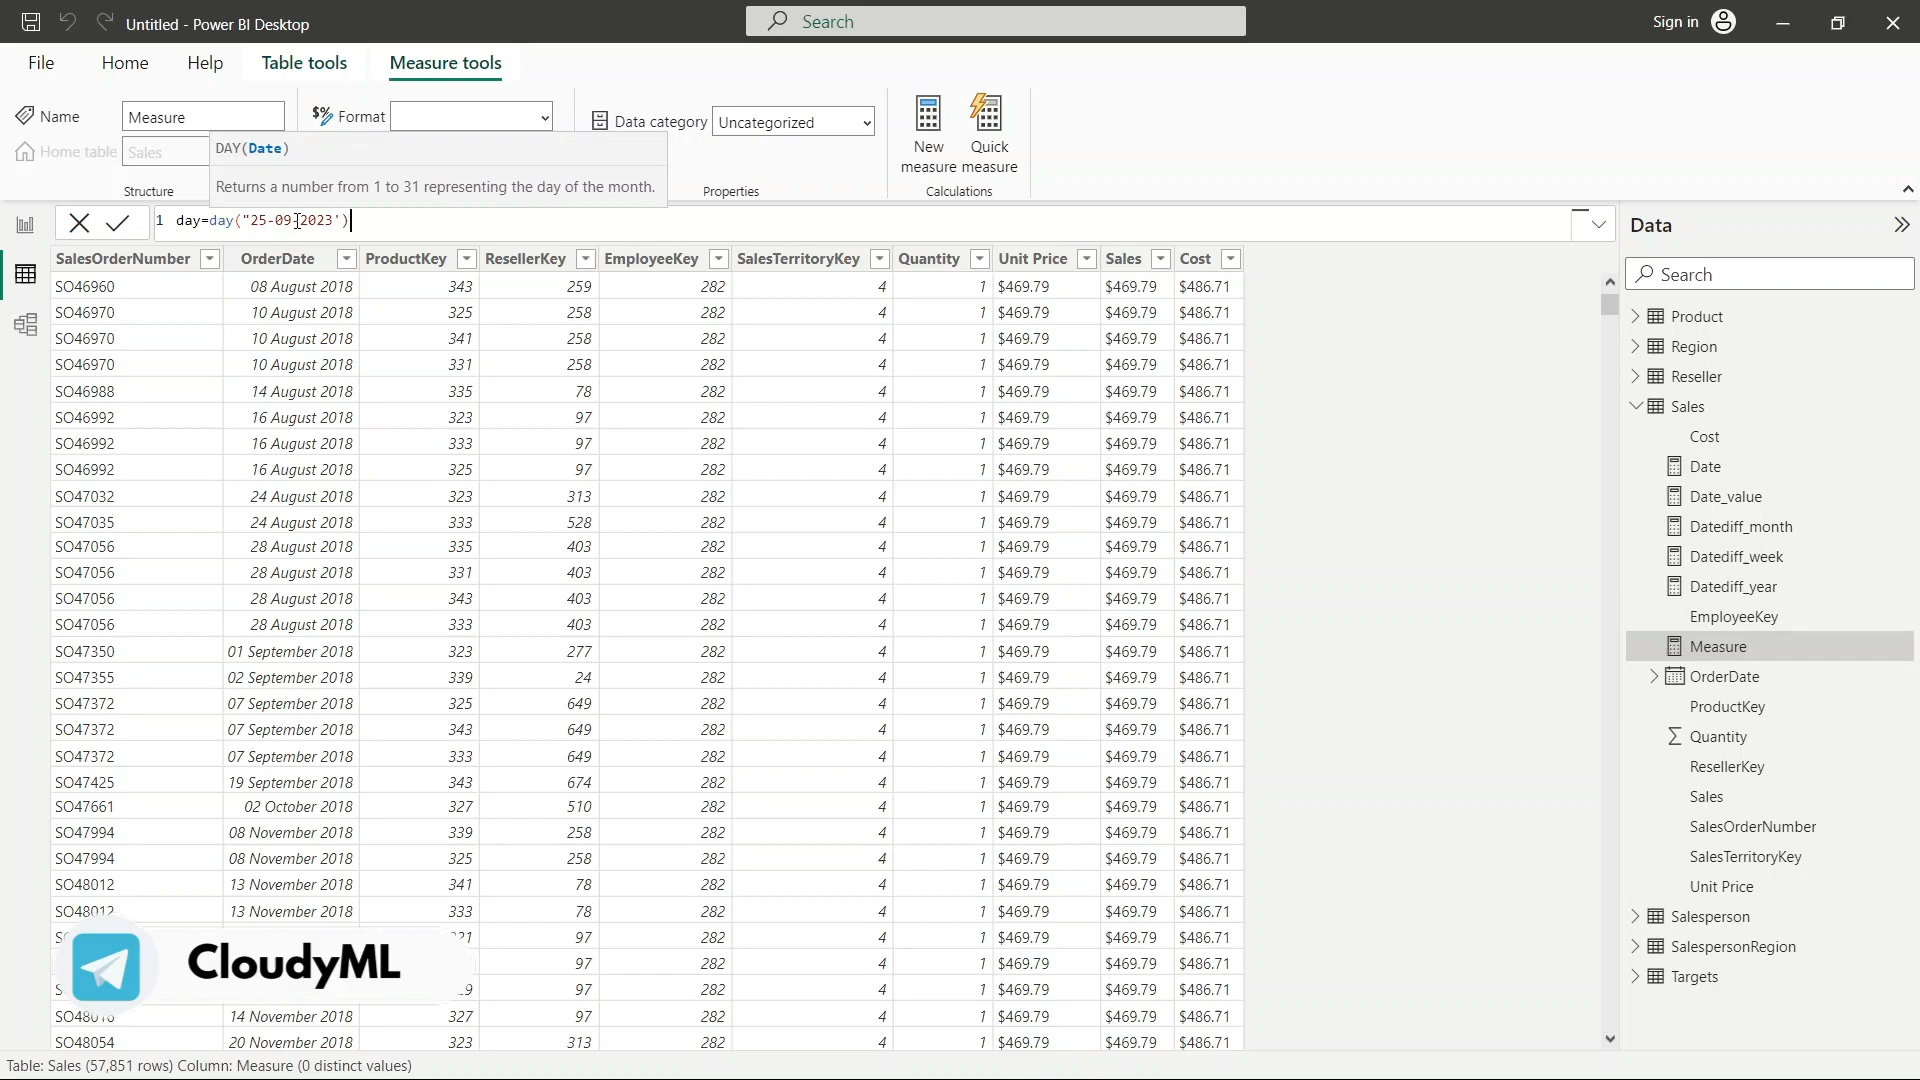 Untitled - Power BI Desktop
Search
Sign in
File
Home
Help
Table tools
Measure tools
Name
Measure
Format
Data category
Uncategorized
New measure
Quick measure
Home table
Sales
DAY(Date)
Returns a number from 1 to 31 representing the day of the month.
Structure
Properties
Calculations
1 day=day("25-09-2023')
Data
Search
SalesOrderNumber OrderDate ProductKey ResellerKey EmployeeKey SalesTerritoryKey Quantity Unit Price Sales Cost
SO46960 08 August 2018 343 259 282 4 1 $469.79 $469.79 $486.71
SO46970 10 August 2018 325 258 282 4 1 $469.79 $469.79 $486.71
SO46970 10 August 2018 341 258 282 4 1 $469.79 $469.79 $486.71
SO46970 10 August 2018 331 258 282 4 1 $469.79 $469.79 $486.71
SO46988 14 August 2018 335 78 282 4 1 $469.79 $469.79 $486.71
SO46992 16 August 2018 323 97 282 4 1 $469.79 $469.79 $486.71
SO46992 16 August 2018 333 97 282 4 1 $469.79 $469.79 $486.71
SO46992 16 August 2018 325 97 282 4 1 $469.79 $469.79 $486.71
SO47032 24 August 2018 323 313 282 4 1 $469.79 $469.79 $486.71
SO47035 24 August 2018 333 528 282 4 1 $469.79 $469.79 $486.71
SO47056 28 August 2018 335 403 282 4 1 $469.79 $469.79 $486.71
SO47056 28 August 2018 331 403 282 4 1 $469.79 $469.79 $486.71
SO47056 28 August 2018 343 403 282 4 1 $469.79 $469.79 $486.71
SO47056 28 August 2018 333 403 282 4 1 $469.79 $469.79 $486.71
SO47350 01 September 2018 323 277 282 4 1 $469.79 $469.79 $486.71
SO47355 02 September 2018 339 24 282 4 1 $469.79 $469.79 $486.71
SO47372 07 September 2018 325 649 282 4 1 $469.79 $469.79 $486.71
SO47372 07 September 2018 343 649 282 4 1 $469.79 $469.79 $486.71
SO47372 07 September 2018 333 649 282 4 1 $469.79 $469.79 $486.71
SO47425 19 September 2018 343 674 282 4 1 $469.79 $469.79 $486.71
SO47661 02 October 2018 327 510 282 4 1 $469.79 $469.79 $486.71
SO47994 08 November 2018 339 258 282 4 1 $469.79 $469.79 $486.71
SO47994 08 November 2018 325 258 282 4 1 $469.79 $469.79 $486.71
SO48012 13 November 2018 341 78 282 4 1 $469.79 $469.79 $486.71
SO48012 13 November 2018 333 78 282 4 1 $469.79 $469.79 $486.71
97 282 4 1 $469.79 $469.79 $486.71
97 282 4 1 $469.79 $469.79 $486.71
97 282 4 1 $469.79 $469.79 $486.71
14 November 2018 327 97 282 4 1 $469.79 $469.79 $486.71
SO48054 20 November 2018 323 313 282 4 1 $469.79 $469.79 $486.71
CloudyML
Product
Region
Reseller
Sales
Cost
Date
Date_value
Datediff_month
Datediff_week
Datediff_year
EmployeeKey
Measure
OrderDate
ProductKey
Quantity
ResellerKey
Sales
SalesOrderNumber
SalesTerritoryKey
Unit Price
Salesperson
SalespersonRegion
Targets
Table: Sales (57,851 rows) Column: Measure (0 distinct values)